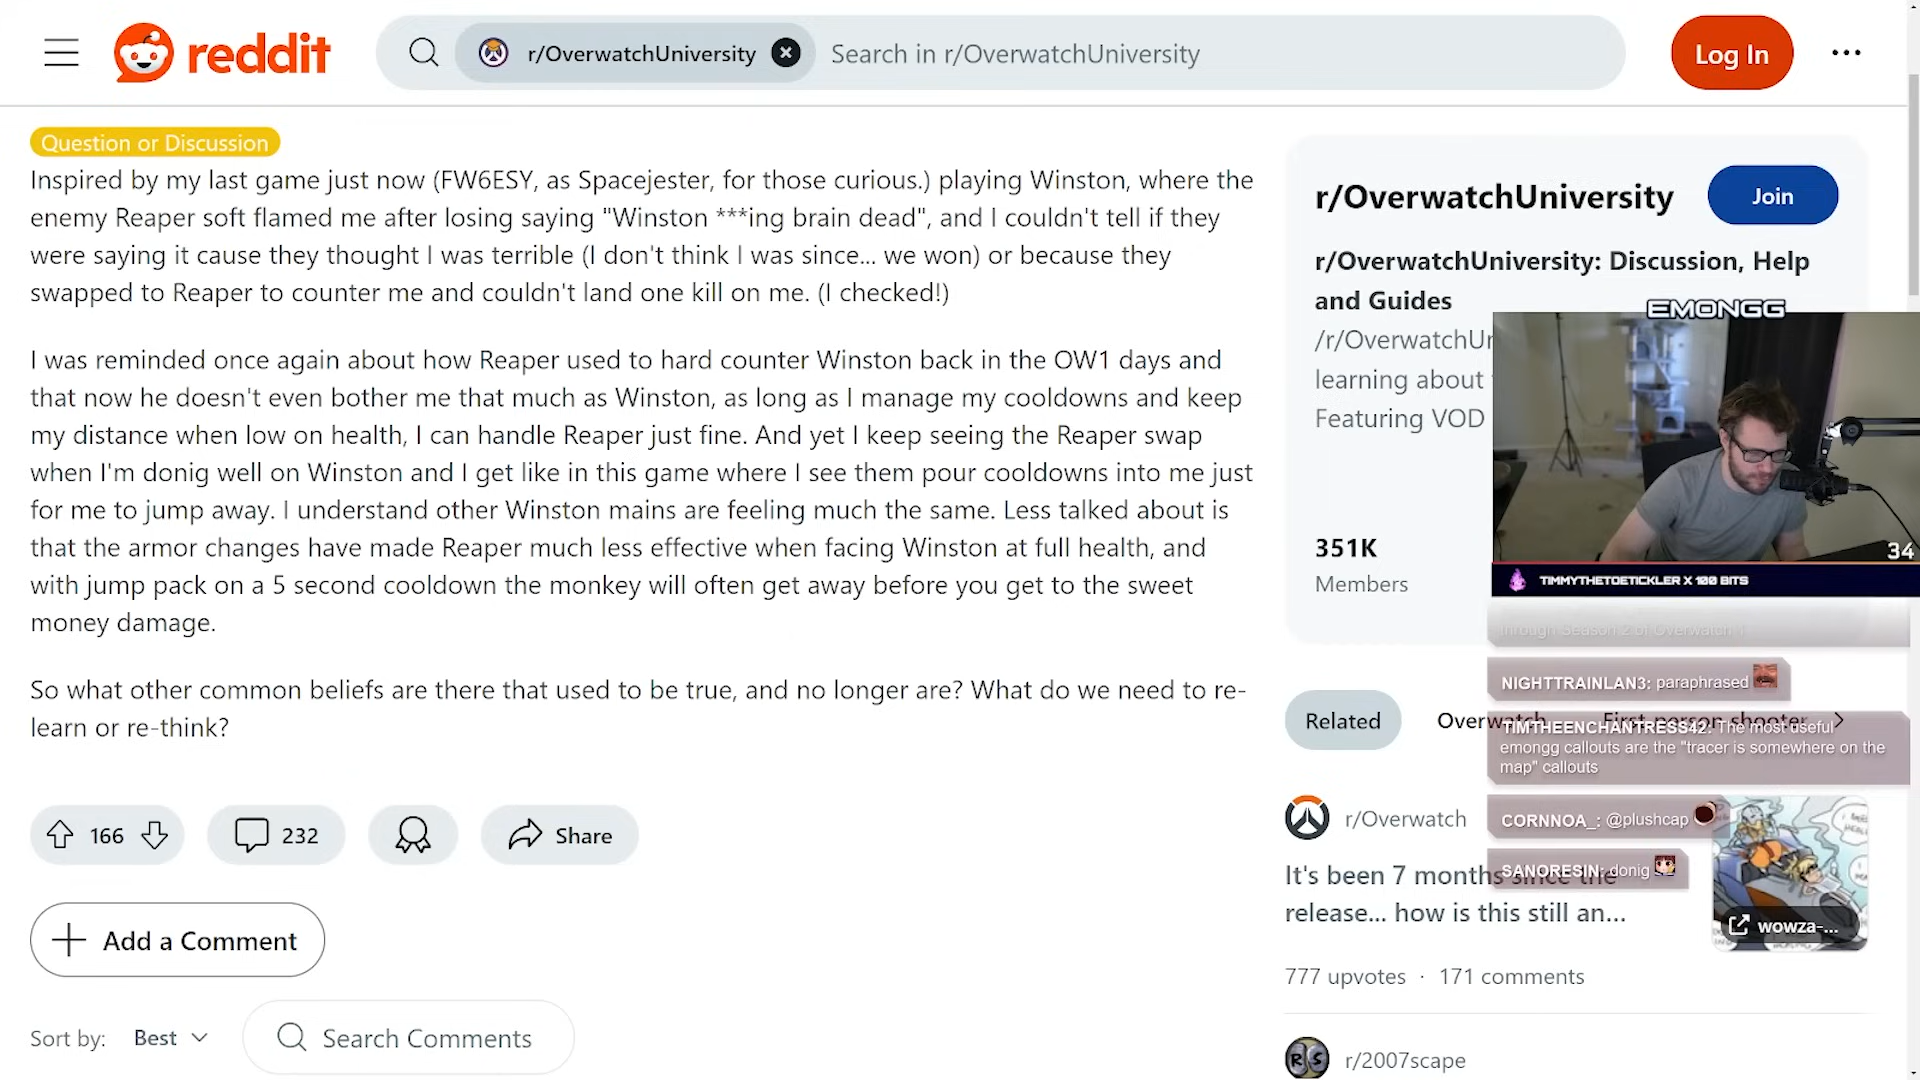 reddit
r/OverwatchUniversity
Search in r/OverwatchUniversity
Log In
Question or Discussion
Inspired by my last game just now (FW6ESY, as Spacejester, for those curious.) playing Winston, where the
enemy Reaper soft flamed me after losing saying "Winston ***ing brain dead", and I couldn't tell if they
were saying it cause they thought I was terrible (I don't think I was since... we won) or because they
swapped to Reaper to counter me and couldn't land one kill on me. (I checked!)
I was reminded once again about how Reaper used to hard counter Winston back in the OW1 days and
that now he doesn't even bother me that much as Winston, as long as I manage my cooldowns and keep
my distance when low on health, I can handle Reaper just fine. And yet I keep seeing the Reaper swap
when I'm donig well on Winston and I get like in this game where I see them pour cooldowns into me just
for me to jump away. I understand other Winston mains are feeling much the same. Less talked about is
that the armor changes have made Reaper much less effective when facing Winston at full health, and
with jump pack on a 5 second cooldown the monkey will often get away before you get to the sweet
money damage.
So what other common beliefs are there that used to be true, and no longer are? What do we need to re-
learn or re-think?
166
232
Share
Add a Comment
Sort by:
Best
Search Comments
r/OverwatchUniversity
Join
r/OverwatchUniversity: Discussion, Help
and Guides
/r/OverwatchUr
learning about
Featuring VOD
351K
Members
EMONGG
34
TIMMYTHETOETICKLER X 100 BITS
through Season 2 of Overwatch
NIGHTTRAINLAN3: paraphrased
TIMTHEENCHANTRESS42: The most useful
emongg callouts are the "tracer is somewhere on the
map" callouts
CORNNOA_: @plushcap
SANORESIN: donig
Related
Overwatch
First-person shooter
r/Overwatch
It's been 7 months since the
release... how is this still an...
wowza-...
777 upvotes · 171 comments
RS
r/2007scape